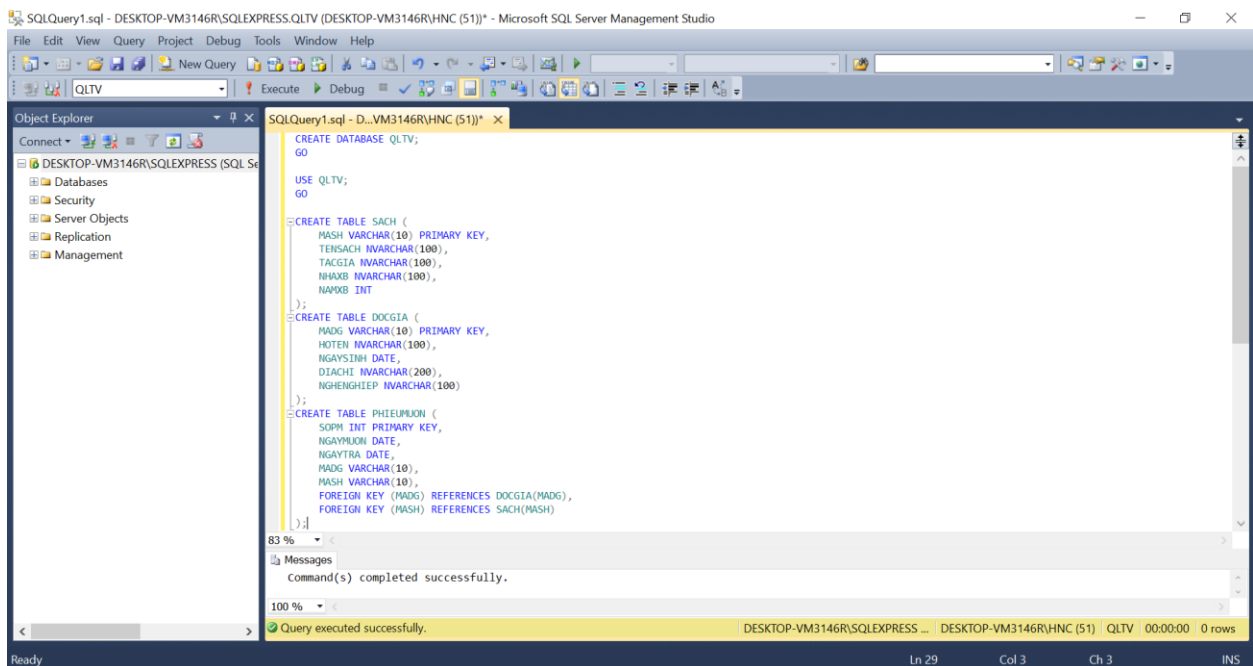 SQLQuery1.sql - DESKTOP-VM3146R\SQLEXPRESS.QLTV (DESKTOP-VM3146R\HNC (51))* - Microsoft SQL Server Management Studio
File Edit View Query Project Debug Tools Window Help
New Query
QLTV Execute Debug
Object Explorer
Connect
DESKTOP-VM3146R\SQLEXPRESS (SQL Se
Databases
Security
Server Objects
Replication
Management
SQLQuery1.sql - D...VM3146R\HNC (51))*
CREATE DATABASE QLTV;
GO
USE QLTV;
GO
CREATE TABLE SACH (
MASH VARCHAR(10) PRIMARY KEY,
TENSACH NVARCHAR(100),
TACGIA NVARCHAR(100),
NHAXB NVARCHAR(100),
NAMXB INT
);
CREATE TABLE DOCGIA (
MADG VARCHAR(10) PRIMARY KEY,
HOTEN NVARCHAR(100),
NGAYSINH DATE,
DIACHI NVARCHAR(200),
NGHENGHIEP NVARCHAR(100)
);
CREATE TABLE PHIEUMUON (
SOPM INT PRIMARY KEY,
NGAYMUON DATE,
NGAYTRA DATE,
MADG VARCHAR(10),
MASH VARCHAR(10),
FOREIGN KEY (MADG) REFERENCES DOCGIA(MADG),
FOREIGN KEY (MASH) REFERENCES SACH(MASH)
);
83 %
Messages
Command(s) completed successfully.
100 %
Query executed successfully. DESKTOP-VM3146R\SQLEXPRESS ... DESKTOP-VM3146R\HNC (51) QLTV 00:00:00 0 rows
Ready Ln 29 Col 3 Ch 3 INS